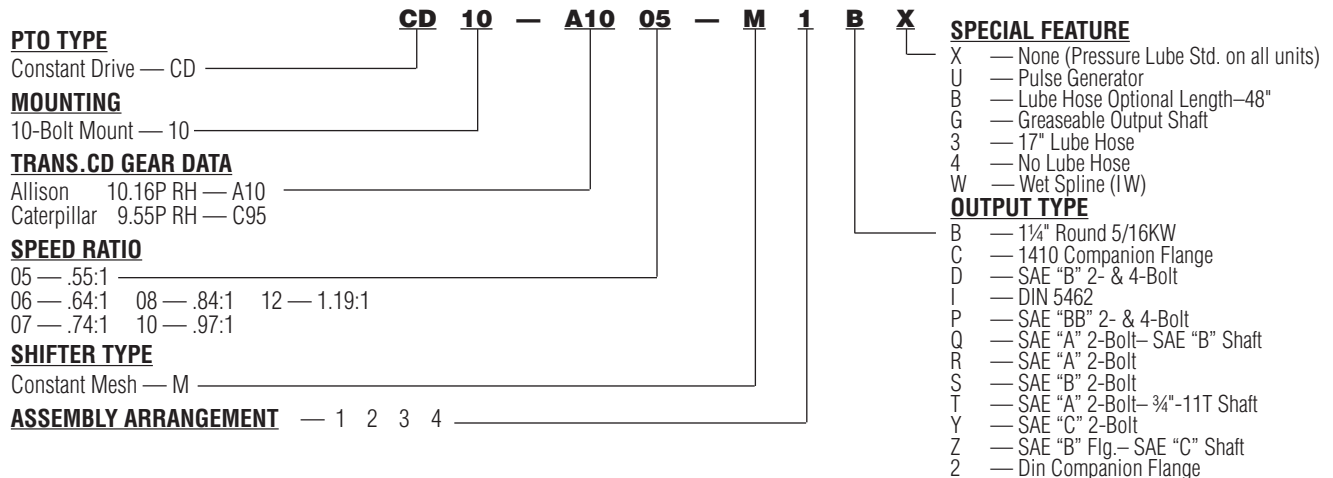 CD 10 — A10 05 — M 1 B X
PTO TYPE
Constant Drive — CD
MOUNTING
10-Bolt Mount — 10
TRANS.CD GEAR DATA
Allison 10.16P RH — A10
Caterpillar 9.55P RH — C95
SPEED RATIO
05 — .55:1
06 — .64:1 08 — .84:1 12 — 1.19:1
07 — .74:1 10 — .97:1
SHIFTER TYPE
Constant Mesh — M
ASSEMBLY ARRANGEMENT — 1 2 3 4
SPECIAL FEATURE
X — None (Pressure Lube Std. on all units)
U — Pulse Generator
B — Lube Hose Optional Length–48"
G — Greaseable Output Shaft
3 — 17" Lube Hose
4 — No Lube Hose
W — Wet Spline (IW)
OUTPUT TYPE
B — 1¼" Round 5/16KW
C — 1410 Companion Flange
D — SAE “B” 2- & 4-Bolt
I — DIN 5462
P — SAE “BB” 2- & 4-Bolt
Q — SAE “A” 2-Bolt– SAE “B” Shaft
R — SAE “A” 2-Bolt
S — SAE “B” 2-Bolt
T — SAE “A” 2-Bolt– ¾"-11T Shaft
Y — SAE “C” 2-Bolt
Z — SAE “B” Flg.– SAE “C” Shaft
2 — Din Companion Flange